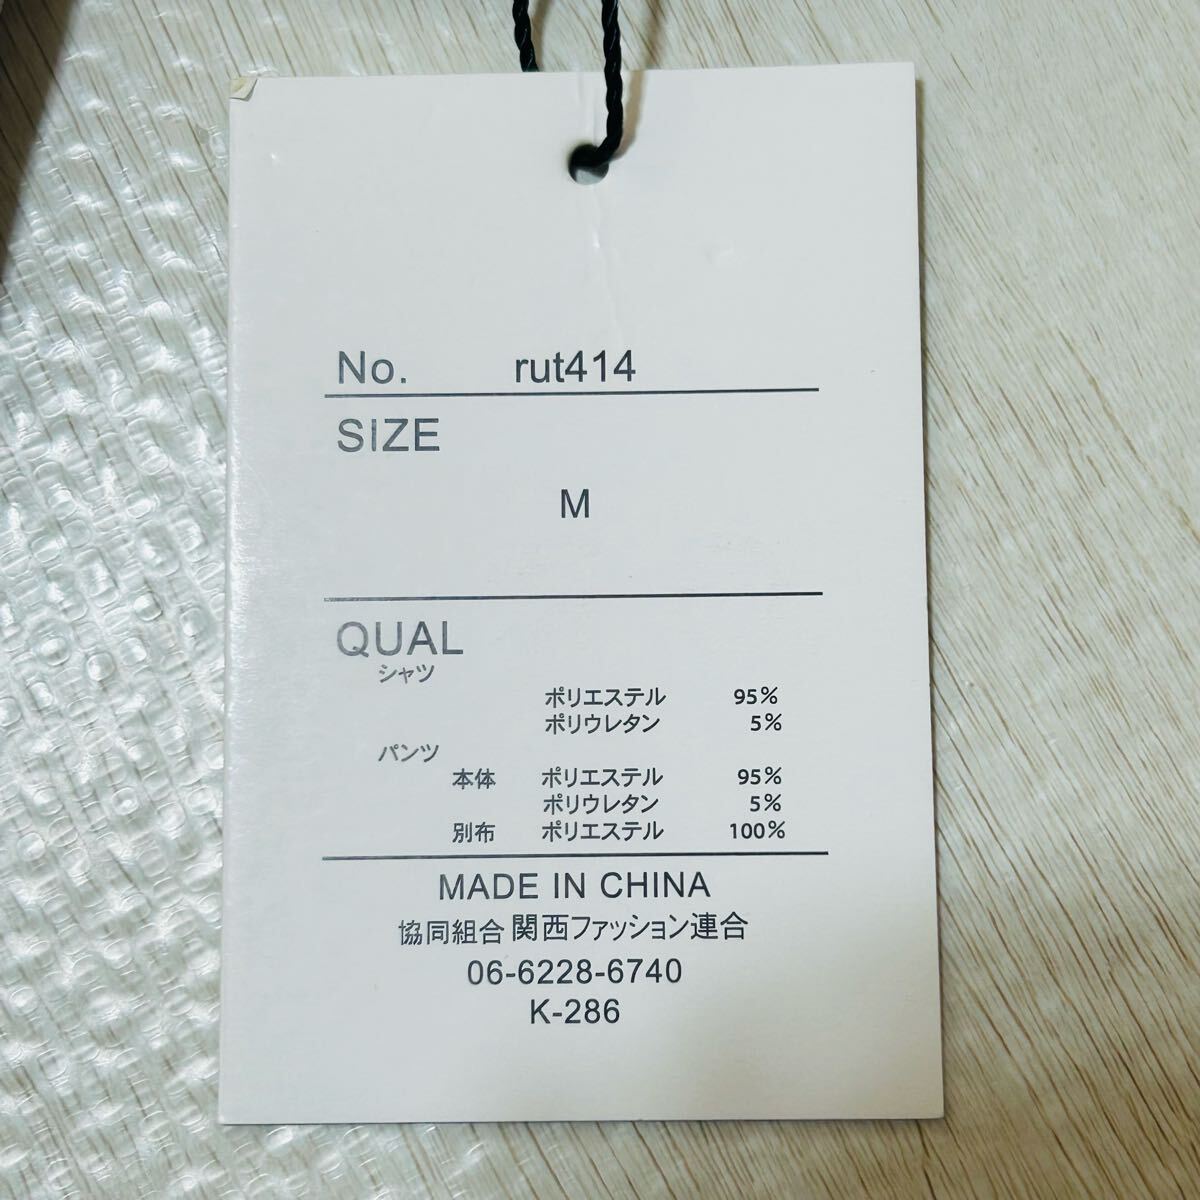 No. rut414
SIZE
M
QUAL
シャツ
ポリエステル 95%
ポリウレタン 5%
パンツ
本体 ポリエステル 95%
ポリウレタン 5%
別布 ポリエステル 100%
MADE IN CHINA
協同組合 関西ファッション連合
06-6228-6740
K-286